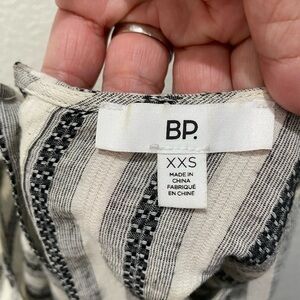 BP.
XXS
MADE IN
CHINA
FABRIQUÉ
EN CHINE